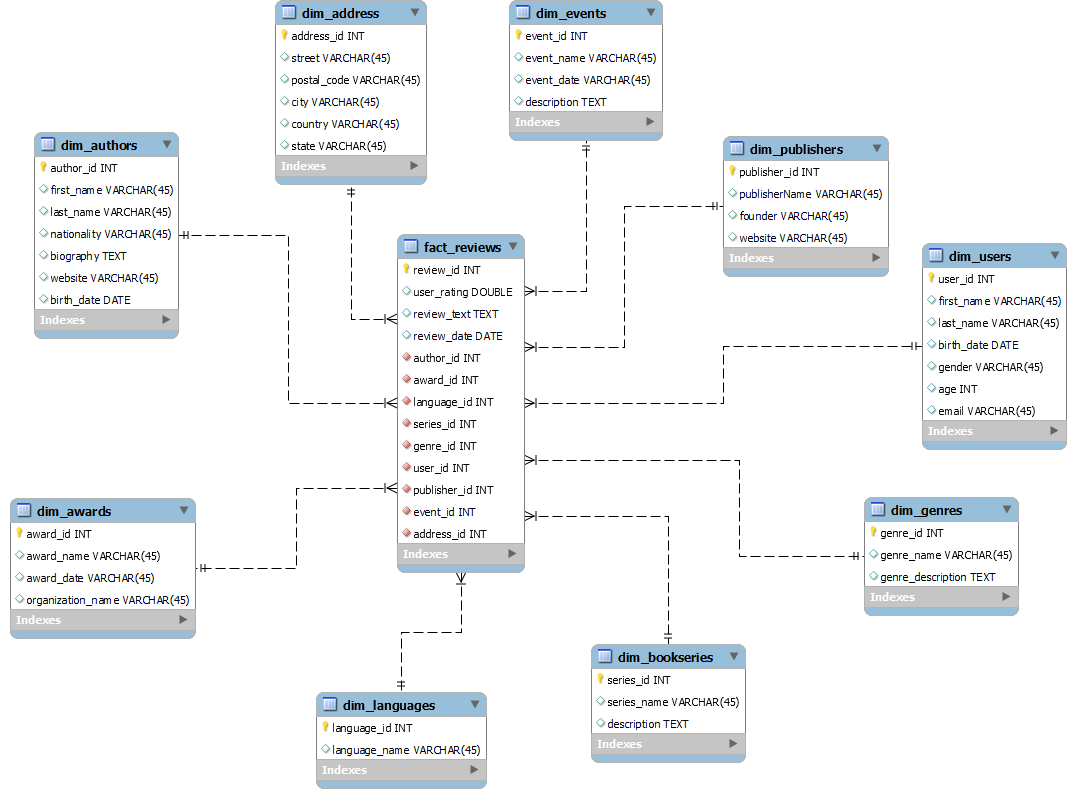 dim_address
address_id INT
street VARCHAR(45)
postal_code VARCHAR(45)
city VARCHAR(45)
country VARCHAR(45)
state VARCHAR(45)
Indexes
dim_events
event_id INT
event_name VARCHAR(45)
event_date VARCHAR(45)
description TEXT
Indexes
dim_authors
author_id INT
first_name VARCHAR(45)
last_name VARCHAR(45)
nationality VARCHAR(45)
biography TEXT
website VARCHAR(45)
birth_date DATE
Indexes
dim_publishers
publisher_id INT
publisherName VARCHAR(45)
founder VARCHAR(45)
website VARCHAR(45)
Indexes
fact_reviews
review_id INT
user_rating DOUBLE
review_text TEXT
review_date DATE
author_id INT
award_id INT
language_id INT
series_id INT
genre_id INT
user_id INT
publisher_id INT
event_id INT
address_id INT
Indexes
dim_users
user_id INT
first_name VARCHAR(45)
last_name VARCHAR(45)
birth_date DATE
gender VARCHAR(45)
age INT
email VARCHAR(45)
Indexes
dim_awards
award_id INT
award_name VARCHAR(45)
award_date VARCHAR(45)
organization_name VARCHAR(45)
Indexes
dim_genres
genre_id INT
genre_name VARCHAR(45)
genre_description TEXT
Indexes
dim_bookseries
series_id INT
series_name VARCHAR(45)
description TEXT
Indexes
dim_languages
language_id INT
language_name VARCHAR(45)
Indexes